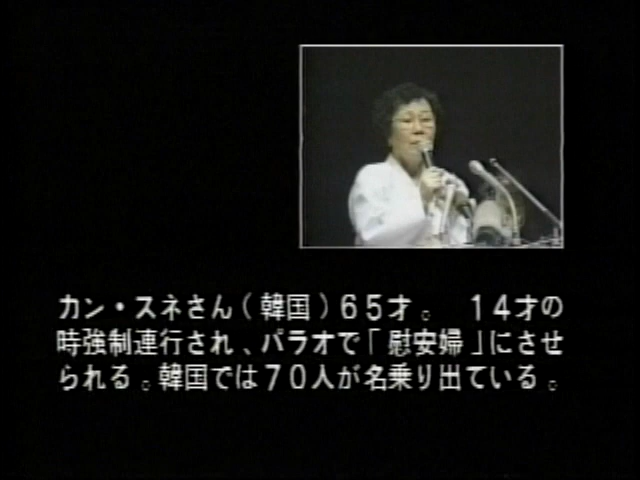 カン・スネさん(韓国)65才。 14才の
時強制連行され、パラオで「慰安婦」にさせ
られる。韓国では70人が名乗り出ている。